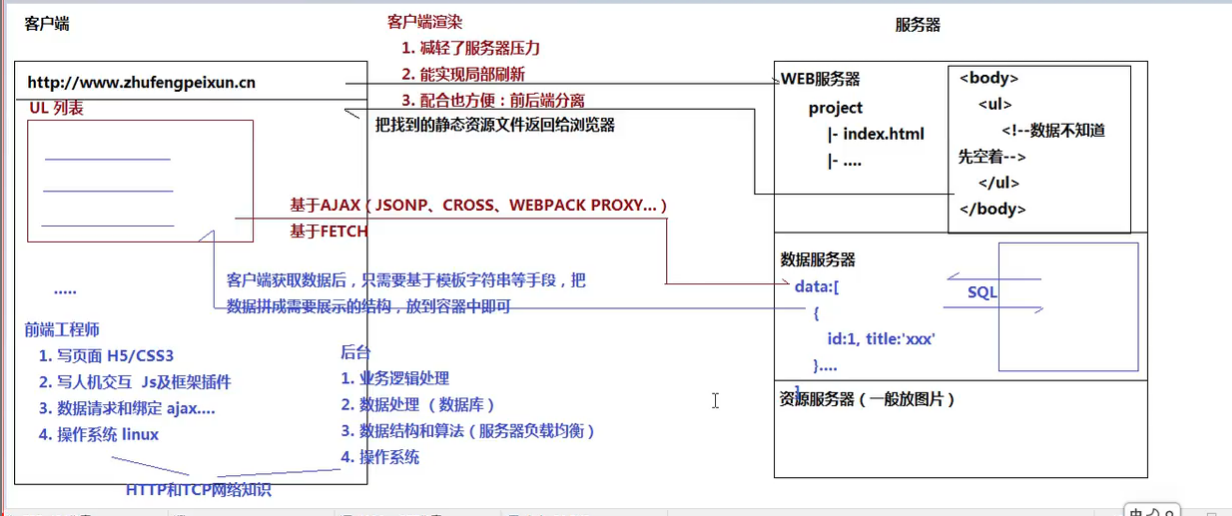 客户端
客户端渲染
1. 减轻了服务器压力
2. 能实现局部刷新
3. 配合也方便：前后端分离
服务器
http://www.zhufengpeixun.cn
UL 列表
把找到的静态资源文件返回给浏览器
WEB服务器
project
|- index.html
|- ....
<body>
<ul>
<!--数据不知道
先空着-->
</ul>
</body>
基于AJAX（JSONP、CROSS、WEBPACK PROXY...）
基于FETCH
客户端获取数据后，只需要基于模板字符串等手段，把
数据拼成需要展示的结构，放到容器中即可
.....
数据服务器
data:[
{
id:1, title:'xxx'
}....
]
SQL
资源服务器（一般放图片）
前端工程师
1. 写页面 H5/CSS3
2. 写人机交互 Js及框架插件
3. 数据请求和绑定 ajax....
4. 操作系统 linux
后台
1. 业务逻辑处理
2. 数据处理（数据库）
3. 数据结构和算法（服务器负载均衡）
4. 操作系统
HTTP和TCP网络知识
中